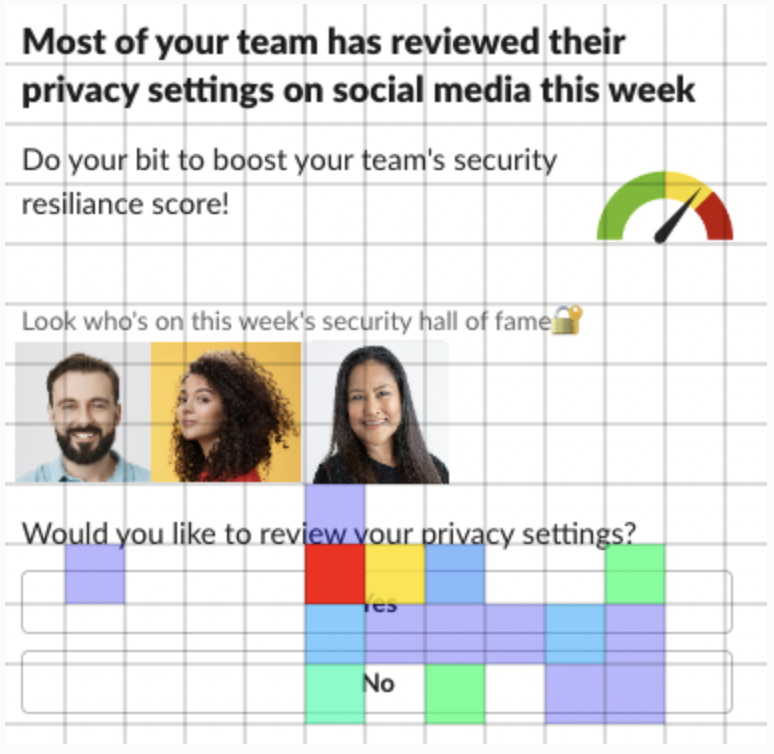 Most of your team has reviewed their
privacy settings on social media this week
Do your bit to boost your team's security
resiliance score!
Look who's on this week's security hall of fame
Would you like to review your privacy settings?
Yes
No